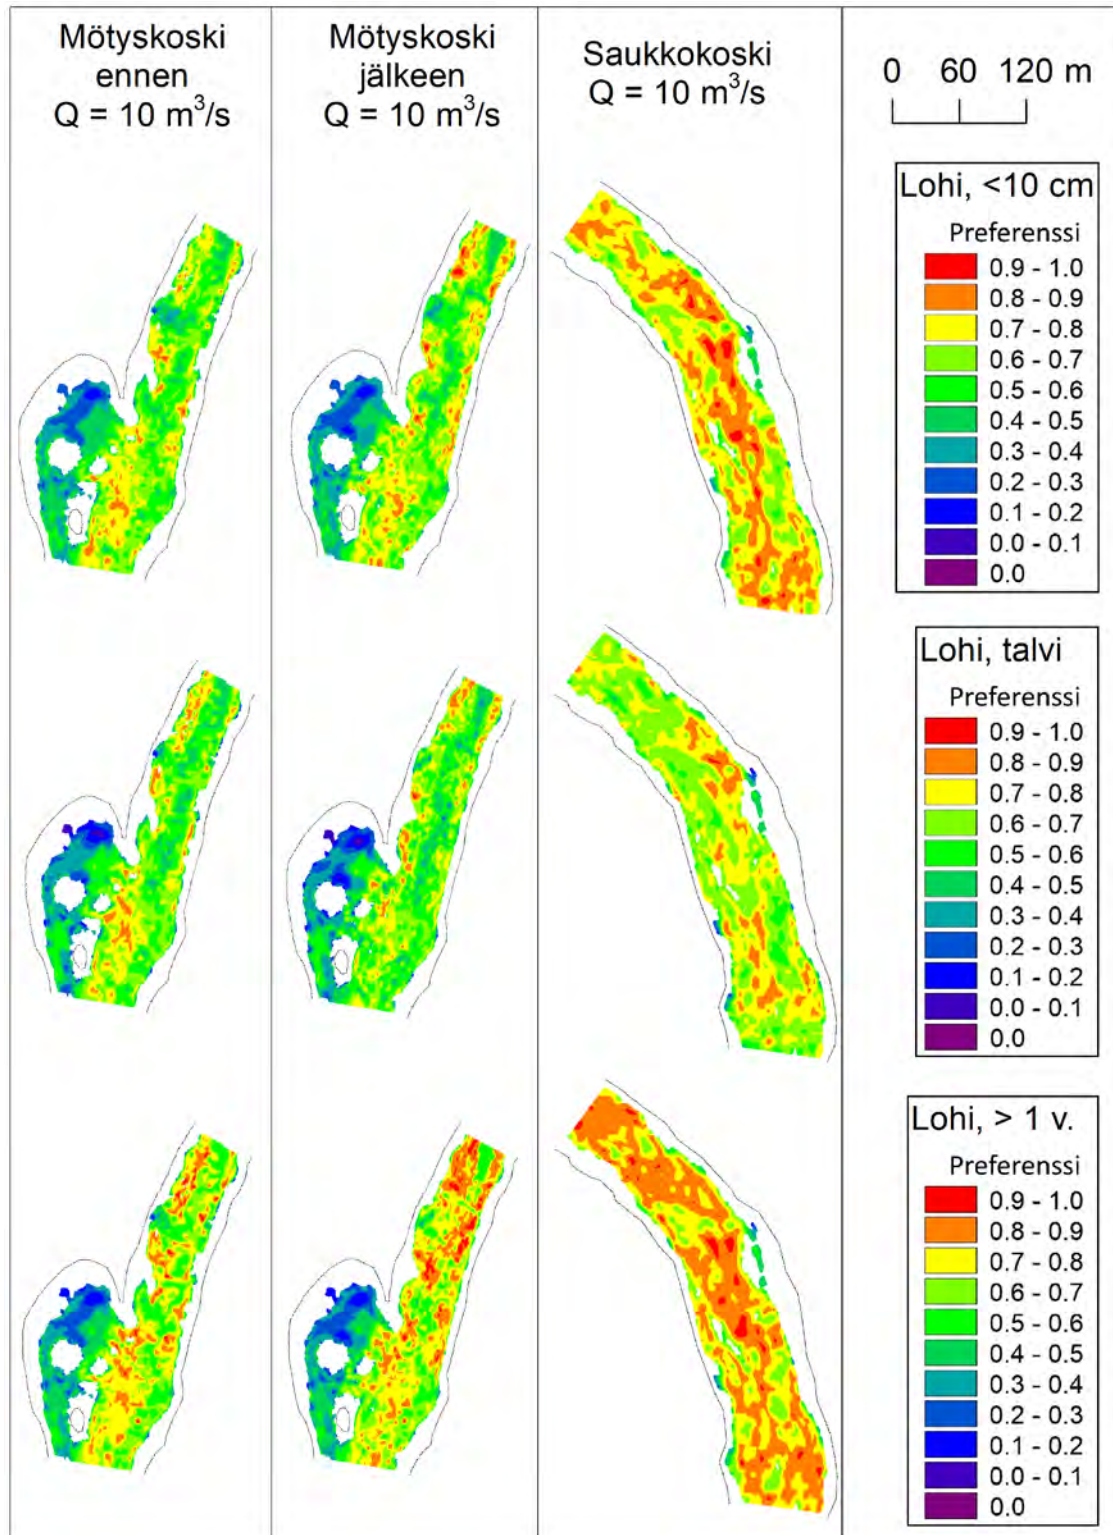 Mötyskoski
ennen
Q = 10 m³/s
Mötyskoski
jälkeen
Q = 10 m³/s
Saukkokoski
Q = 10 m³/s
0 60 120 m
Lohi, <10 cm
Preferenssi
0.9 - 1.0
0.8 - 0.9
0.7 - 0.8
0.6 - 0.7
0.5 - 0.6
0.4 - 0.5
0.3 - 0.4
0.2 - 0.3
0.1 - 0.2
0.0 - 0.1
0.0
Lohi, talvi
Preferenssi
0.9 - 1.0
0.8 - 0.9
0.7 - 0.8
0.6 - 0.7
0.5 - 0.6
0.4 - 0.5
0.3 - 0.4
0.2 - 0.3
0.1 - 0.2
0.0 - 0.1
0.0
Lohi, > 1 v.
Preferenssi
0.9 - 1.0
0.8 - 0.9
0.7 - 0.8
0.6 - 0.7
0.5 - 0.6
0.4 - 0.5
0.3 - 0.4
0.2 - 0.3
0.1 - 0.2
0.0 - 0.1
0.0